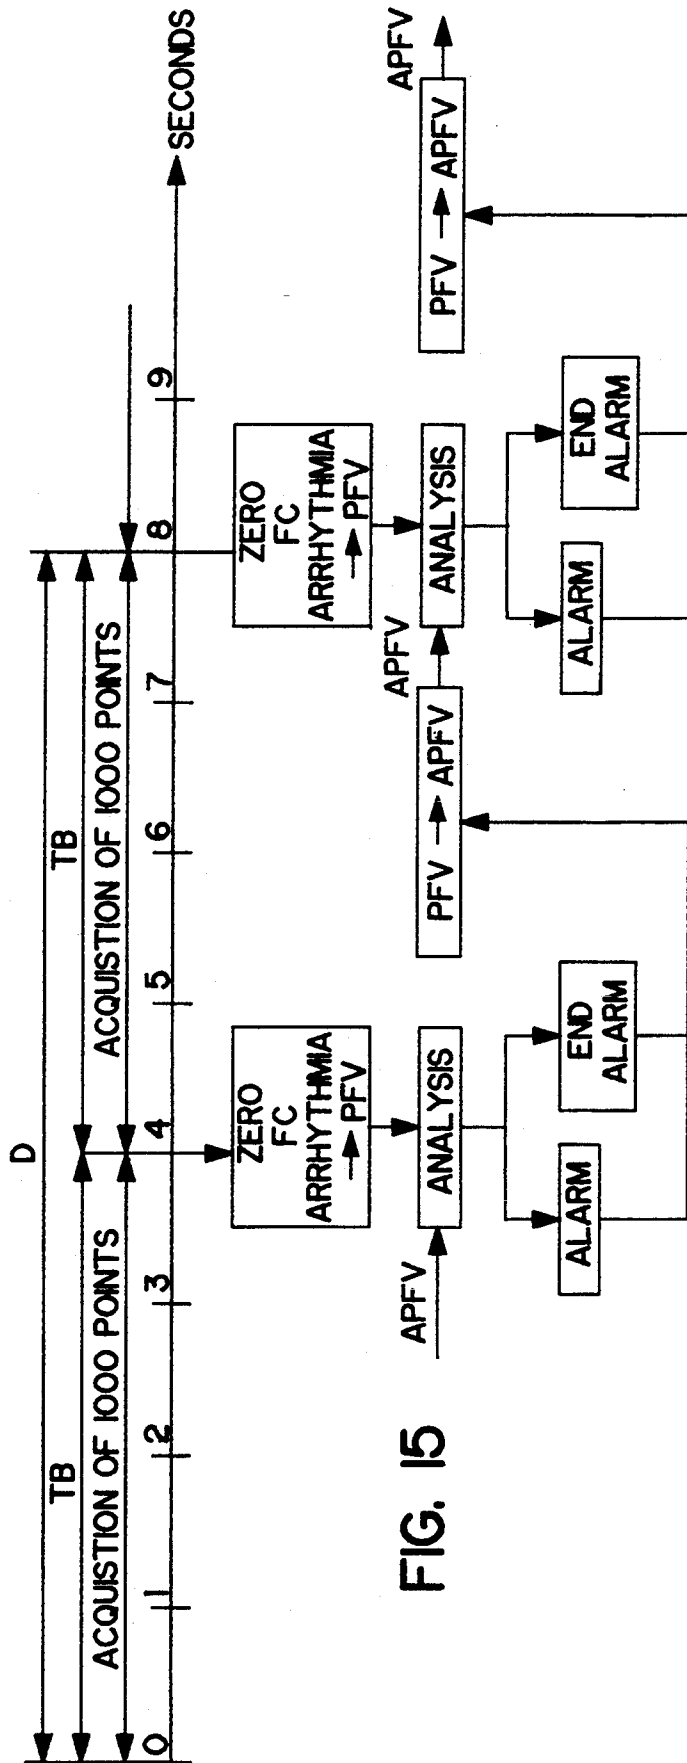 D
TB
TB
ACQUISTION OF 1000 POINTS
ACQUISTION OF 1000 POINTS
0
1
2
3
4
5
6
7
8
9
SECONDS
ZERO
FC
ARRHYTHMIA
→ PFV
ZERO
FC
ARRHYTHMIA
→ PFV
APFV
ANALYSIS
PFV → APFV
APFV
ANALYSIS
PFV → APFV
APFV
ALARM
END
ALARM
ALARM
END
ALARM
FIG. 15